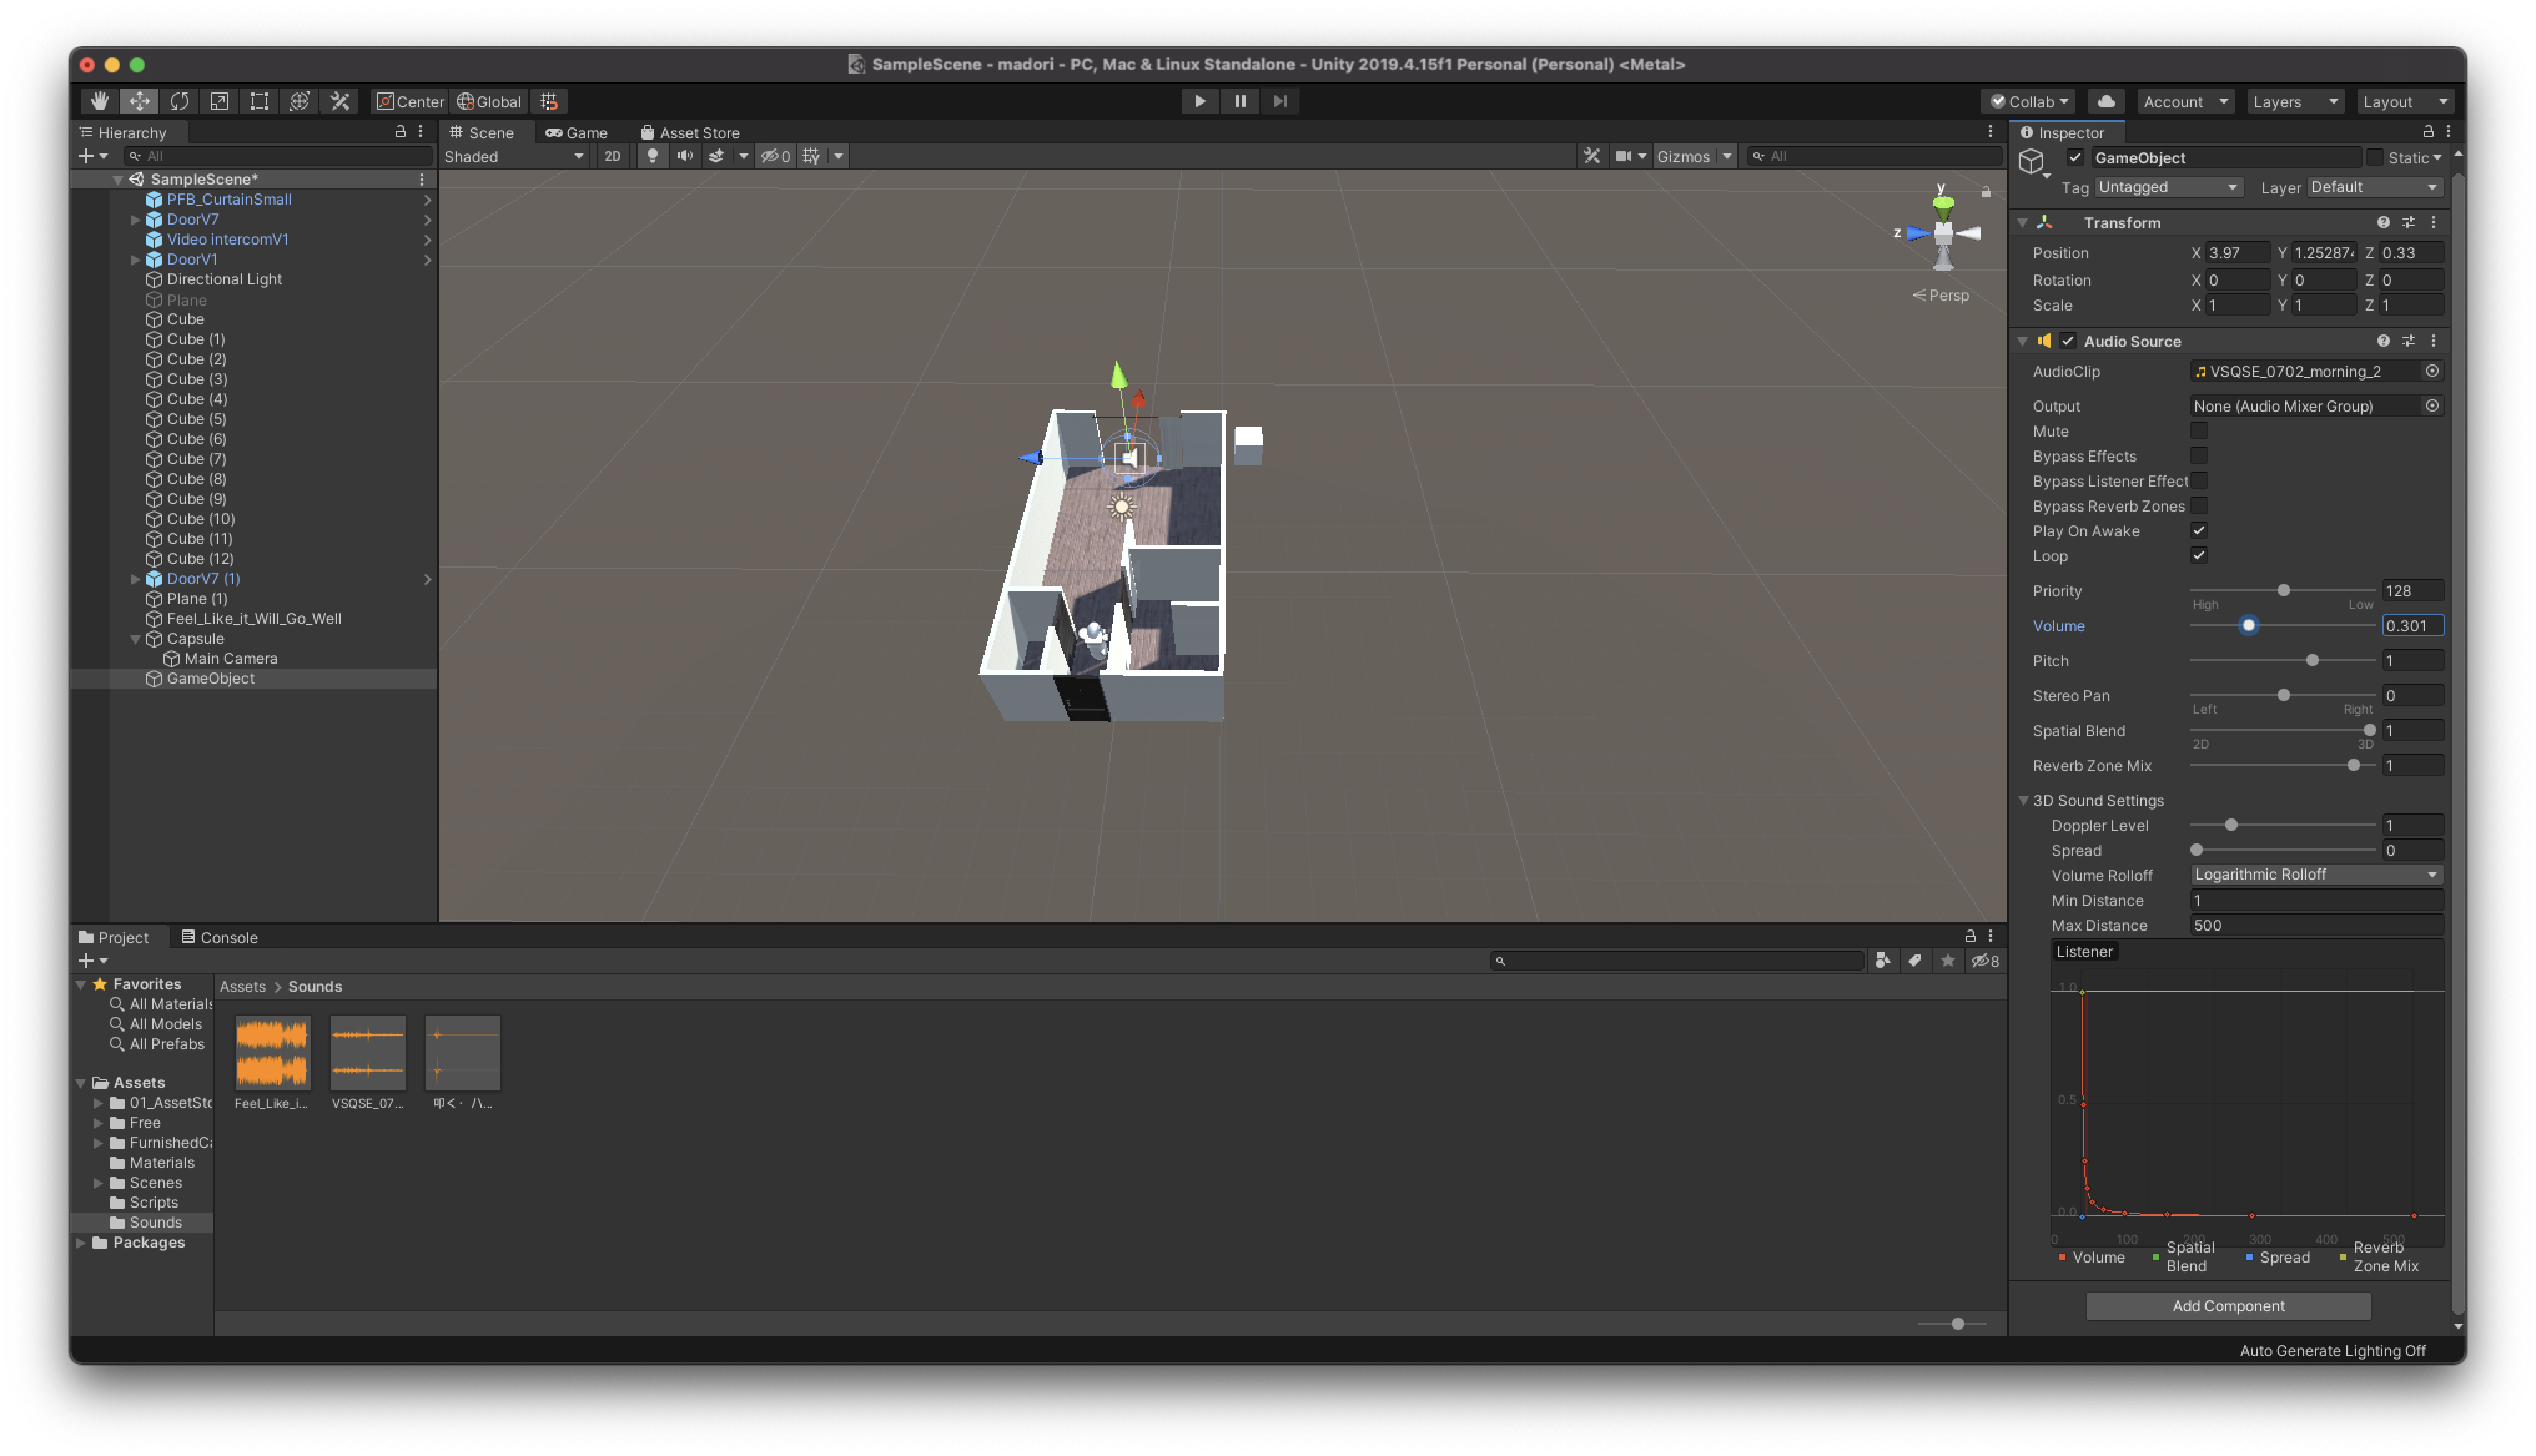 SampleScene - madori - PC, Mac & Linux Standalone - Unity 2019.4.15f1 Personal (Personal) <Metal>
Center Global Collab Account Layers Layout
Hierarchy
All
SampleScene*
PFB_CurtainSmall
DoorV7
Video intercomV1
DoorV1
Directional Light
Plane
Cube
Cube (1)
Cube (2)
Cube (3)
Cube (4)
Cube (5)
Cube (6)
Cube (7)
Cube (8)
Cube (9)
Cube (10)
Cube (11)
Cube (12)
DoorV7 (1)
Plane (1)
Feel_Like_it_Will_Go_Well
Capsule
Main Camera
GameObject
Scene Game Asset Store
Shaded 2D 0 Gizmos All
y
z
Persp
Inspector
GameObject Static
Tag Untagged Layer Default
Transform
Position X 3.97 Y 1.25287 Z 0.33
Rotation X 0 Y 0 Z 0
Scale X 1 Y 1 Z 1
Audio Source
AudioClip VSQSE_0702_morning_2
Output None (Audio Mixer Group)
Mute
Bypass Effects
Bypass Listener Effect
Bypass Reverb Zones
Play On Awake
Loop
Priority 128
High Low
Volume 0.301
Pitch 1
Stereo Pan 0
Left Right
Spatial Blend 1
2D 3D
Reverb Zone Mix 1
3D Sound Settings
Doppler Level 1
Spread 0
Volume Rolloff Logarithmic Rolloff
Min Distance 1
Max Distance 500
Listener
1.0
0.5
0.0
0 100 200 300 400 500
Volume Spatial Blend Spread Reverb Zone Mix
Add Component
Project Console
8
Favorites
All Materials
All Models
All Prefabs
Assets
01_AssetSto
Free
FurnishedCa
Materials
Scenes
Scripts
Sounds
Packages
Assets > Sounds
Feel_Like_i... VSQSE_07... 叩く・ハ...
Auto Generate Lighting Off